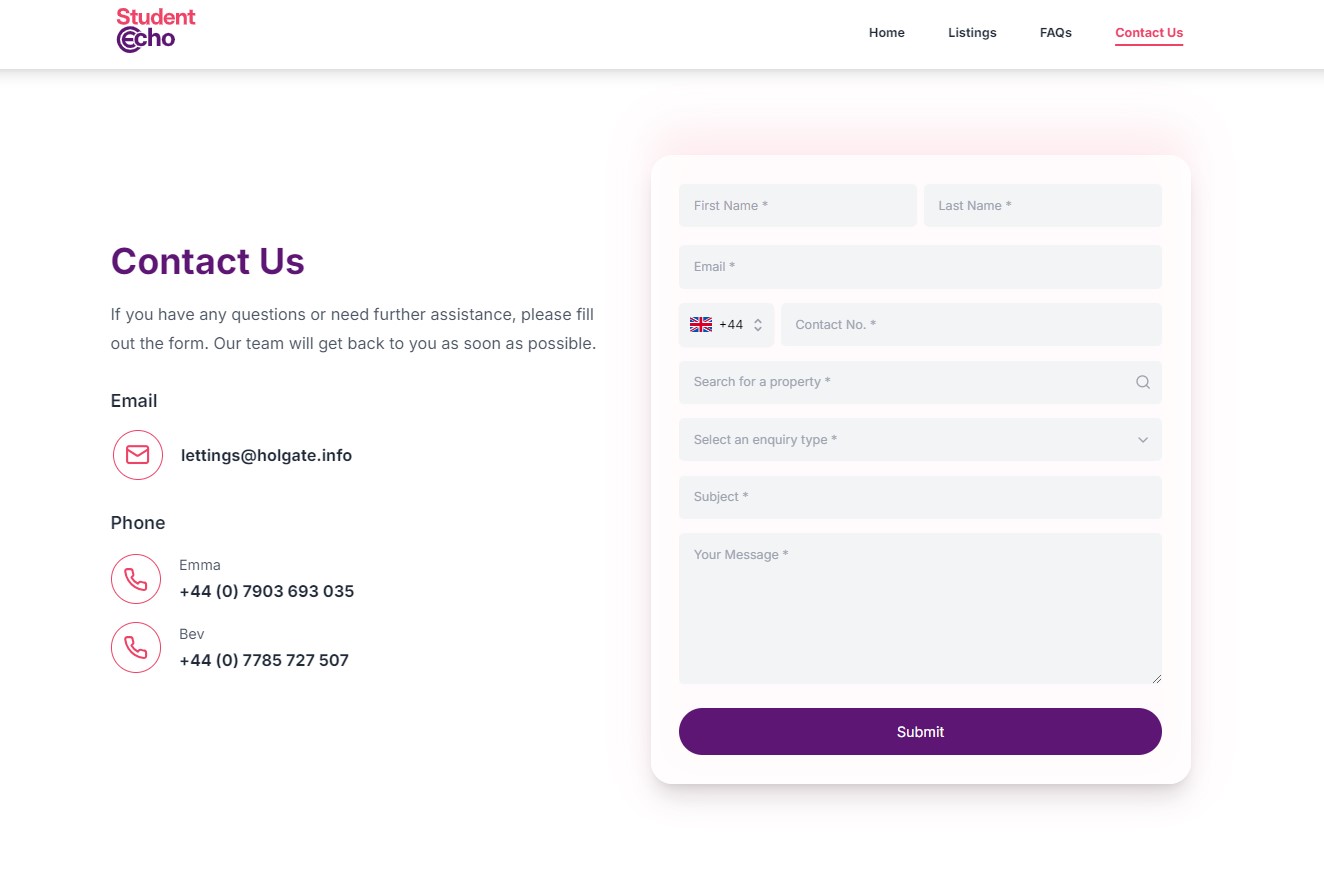 Student
Echo
Home
Listings
FAQs
Contact Us
Contact Us
If you have any questions or need further assistance, please fill
out the form. Our team will get back to you as soon as possible.
Email
lettings@holgate.info
Phone
Emma
+44 (0) 7903 693 035
Bev
+44 (0) 7785 727 507
First Name *
Last Name *
Email *
+44
Contact No. *
Search for a property *
Select an enquiry type *
Subject *
Your Message *
Submit